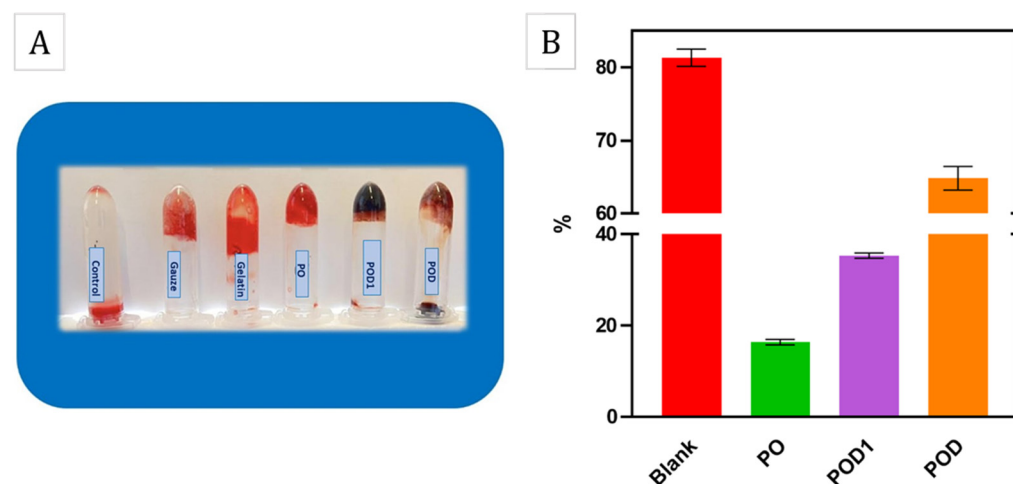 A
Control
Gauze
Gelatin
PO
POD1
POD
B
%
80
70
60
40
20
0
Blank
PO
POD1
POD